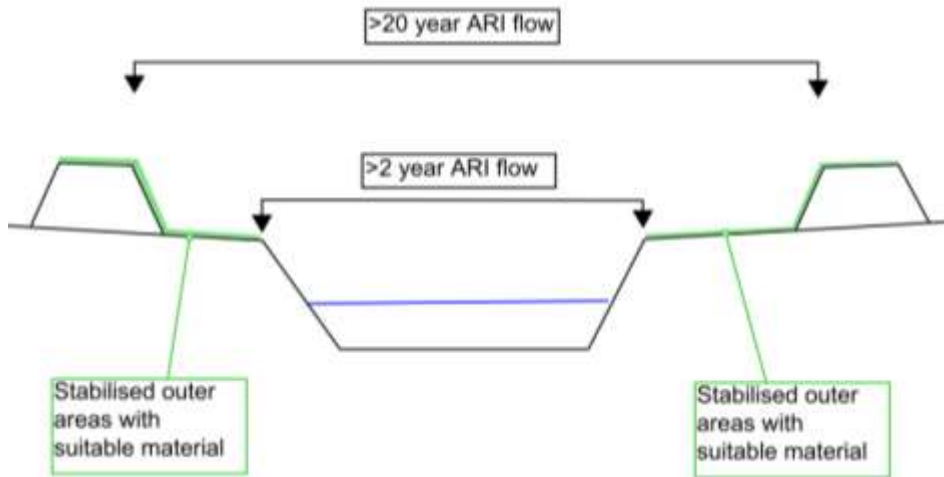 >20 year ARI flow
>2 year ARI flow
Stabilised outer
areas with
suitable material
Stabilised outer
areas with
suitable material